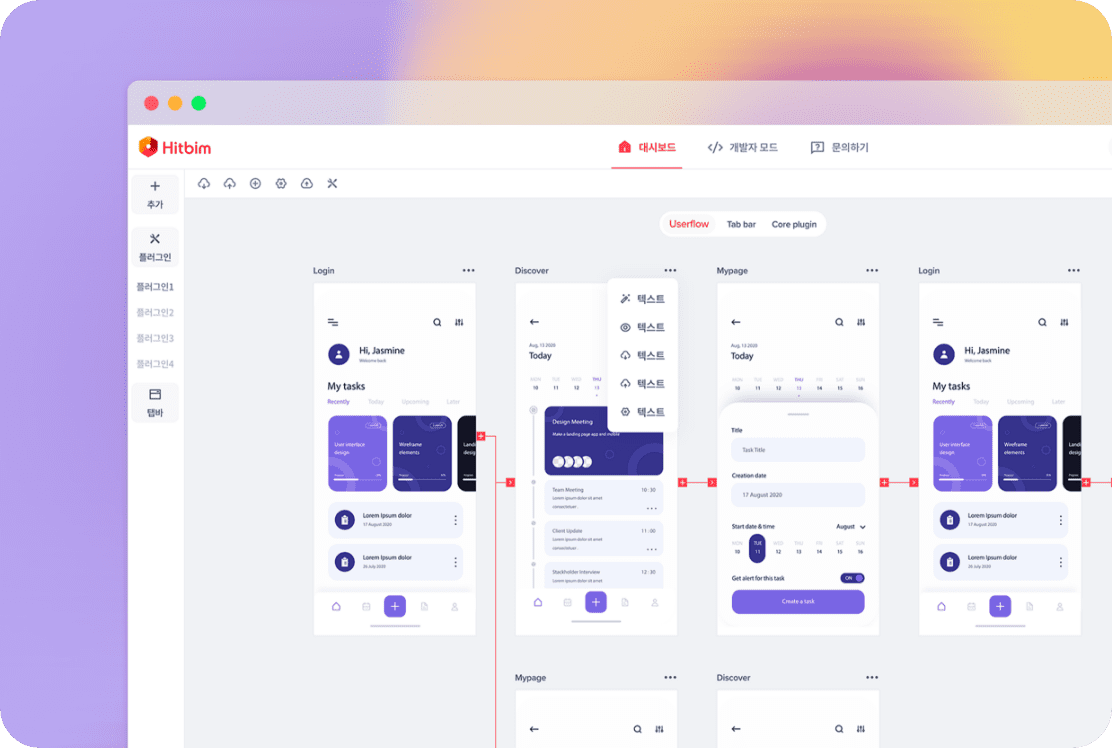 Hitbim
대시보드
</> 개발자 모드
문의하기
추가
플러그인
플러그인1
플러그인2
플러그인3
플러그인4
탭바
Userflow
Tab bar
Core plugin
Login
Hi, Jasmine
Welcome back
My tasks
Recently Today Upcoming Later
User interface
design
Wireframe
elements
Lorem Ipsum dolor
17 August 2020
Lorem Ipsum dolor
20 July 2020
Discover
텍스트
텍스트
텍스트
텍스트
텍스트
Aug, 13 2020
Today
MON TUE WED THU
10 11 12 13
Design Meeting
Make a landing page app and mobile
Team Meeting 10 : 30
Lorem ipsum dolor sit amet
consectetuer
Client Update 11 : 00
Lorem ipsum dolor sit amet
consectetuer
Stackholder Interview 12 : 30
Lorem ipsum dolor sit amet
Mypage
Aug, 13 2020
Today
MON TUE WED THU FRI SAT SUN
10 11 12 13 14 15 16
Title
Task Title
Creation date
17 August 2020
Start date & time August
MON TUE WED THU FRI SAT SUN
10 11 12 13 14 15 16
Get alert for this task ON
Create a task
Login
Hi, Jasmine
Welcome back
My tasks
Recently Today Upcoming Later
User interface
design
Wireframe
elements
Lorem Ipsum dolor
17 August 2020
Lorem Ipsum dolor
20 July 2020
Mypage
Discover